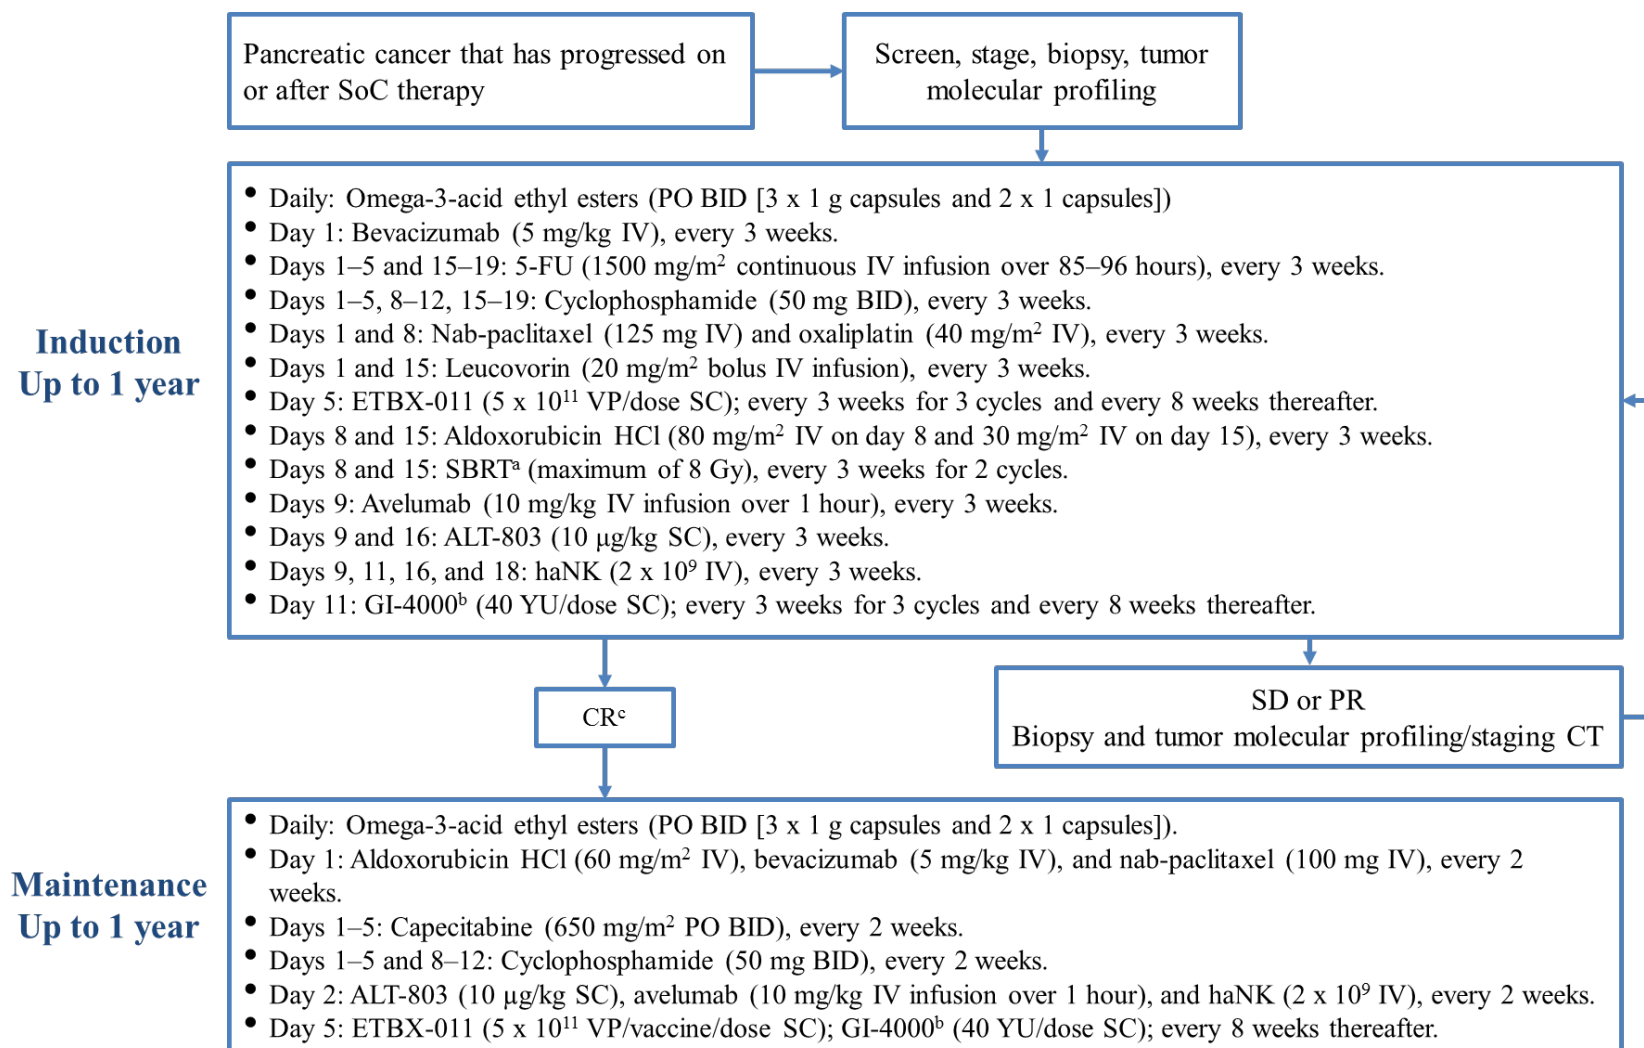 Pancreatic cancer that has progressed on
or after SoC therapy
Screen, stage, biopsy, tumor
molecular profiling
Induction
Up to 1 year
• Daily: Omega-3-acid ethyl esters (PO BID [3 x 1 g capsules and 2 x 1 capsules])
• Day 1: Bevacizumab (5 mg/kg IV), every 3 weeks.
• Days 1–5 and 15–19: 5-FU (1500 mg/m² continuous IV infusion over 85–96 hours), every 3 weeks.
• Days 1–5, 8–12, 15–19: Cyclophosphamide (50 mg BID), every 3 weeks.
• Days 1 and 8: Nab-paclitaxel (125 mg IV) and oxaliplatin (40 mg/m² IV), every 3 weeks.
• Days 1 and 15: Leucovorin (20 mg/m² bolus IV infusion), every 3 weeks.
• Day 5: ETBX-011 (5 x 10¹¹ VP/dose SC); every 3 weeks for 3 cycles and every 8 weeks thereafter.
• Days 8 and 15: Aldoxorubicin HCl (80 mg/m² IV on day 8 and 30 mg/m² IV on day 15), every 3 weeks.
• Days 8 and 15: SBRTᵃ (maximum of 8 Gy), every 3 weeks for 2 cycles.
• Days 9: Avelumab (10 mg/kg IV infusion over 1 hour), every 3 weeks.
• Days 9 and 16: ALT-803 (10 µg/kg SC), every 3 weeks.
• Days 9, 11, 16, and 18: haNK (2 x 10⁹ IV), every 3 weeks.
• Day 11: GI-4000ᵇ (40 YU/dose SC); every 3 weeks for 3 cycles and every 8 weeks thereafter.
CRᶜ
SD or PR
Biopsy and tumor molecular profiling/staging CT
Maintenance
Up to 1 year
• Daily: Omega-3-acid ethyl esters (PO BID [3 x 1 g capsules and 2 x 1 capsules]).
• Day 1: Aldoxorubicin HCl (60 mg/m² IV), bevacizumab (5 mg/kg IV), and nab-paclitaxel (100 mg IV), every 2
weeks.
• Days 1–5: Capecitabine (650 mg/m² PO BID), every 2 weeks.
• Days 1–5 and 8–12: Cyclophosphamide (50 mg BID), every 2 weeks.
• Day 2: ALT-803 (10 µg/kg SC), avelumab (10 mg/kg IV infusion over 1 hour), and haNK (2 x 10⁹ IV), every 2 weeks.
• Day 5: ETBX-011 (5 x 10¹¹ VP/vaccine/dose SC); GI-4000ᵇ (40 YU/dose SC); every 8 weeks thereafter.